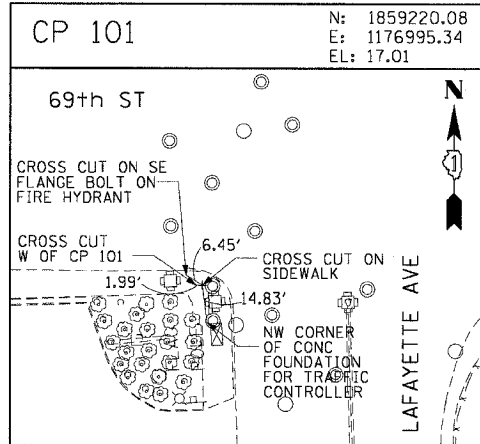 CP 101
N: 1859220.08
E: 1176995.34
EL: 17.01
69th ST
N
1
CROSS CUT ON SE
FLANGE BOLT ON
FIRE HYDRANT
CROSS CUT
W OF CP 101
6.45'
1.99'
CROSS CUT ON
SIDEWALK
14.83'
NW CORNER
OF CONC
FOUNDATION
FOR TRAFFIC
CONTROLLER
LAFAYETTE AVE